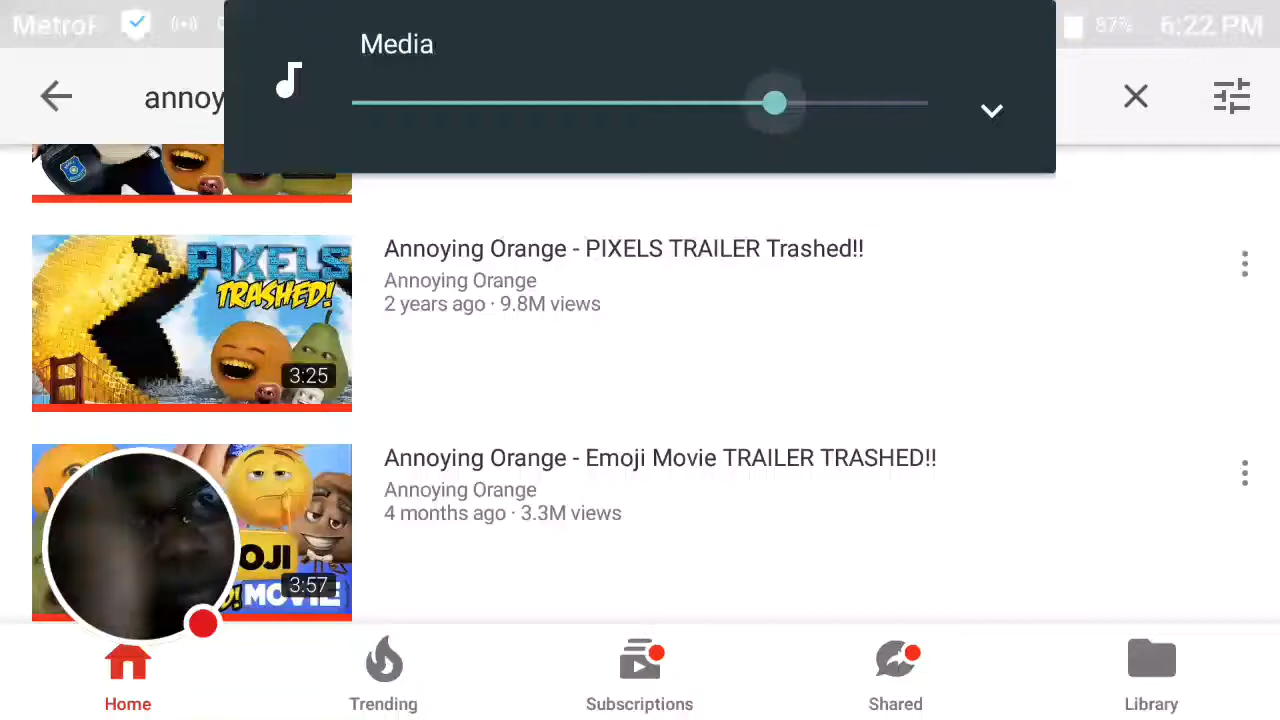 Media
87%
6:22 PM
annoy
PIXELS
TRASHED!
3:25
Annoying Orange - PIXELS TRAILER Trashed!!
Annoying Orange
2 years ago · 9.8M views
OJI
MOVIE
3:57
Annoying Orange - Emoji Movie TRAILER TRASHED!!
Annoying Orange
4 months ago · 3.3M views
Home
Trending
Subscriptions
Shared
Library